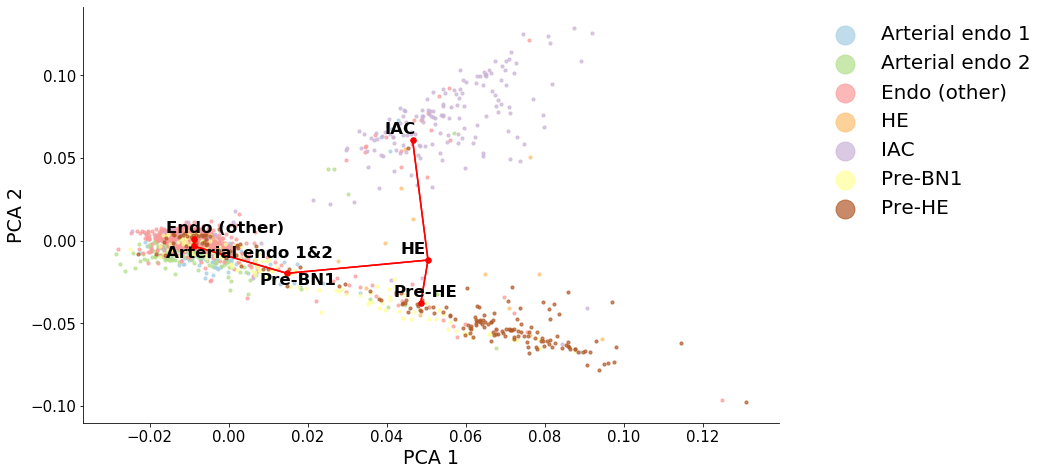 Arterial endo 1
Arterial endo 2
Endo (other)
HE
IAC
Pre-BN1
Pre-HE
IAC
Endo (other)
Arterial endo 1&2
HE
Pre-BN1
Pre-HE
PCA 2
0.10
0.05
0.00
−0.05
−0.10
−0.02
0.00
0.02
0.04
0.06
0.08
0.10
0.12
PCA 1